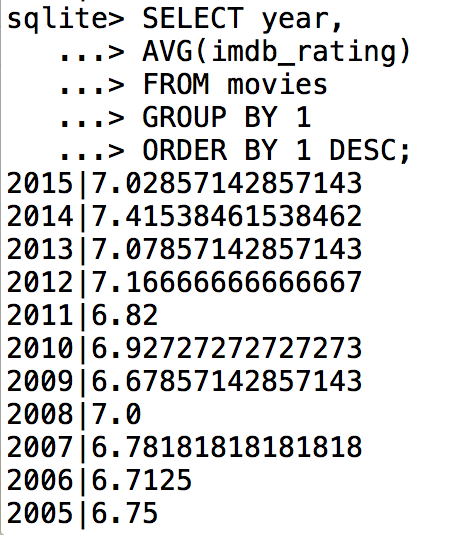 sqlite> SELECT year,
   ...> AVG(imdb_rating)
   ...> FROM movies
   ...> GROUP BY 1
   ...> ORDER BY 1 DESC;
2015|7.02857142857143
2014|7.41538461538462
2013|7.07857142857143
2012|7.16666666666667
2011|6.82
2010|6.92727272727273
2009|6.67857142857143
2008|7.0
2007|6.78181818181818
2006|6.7125
2005|6.75